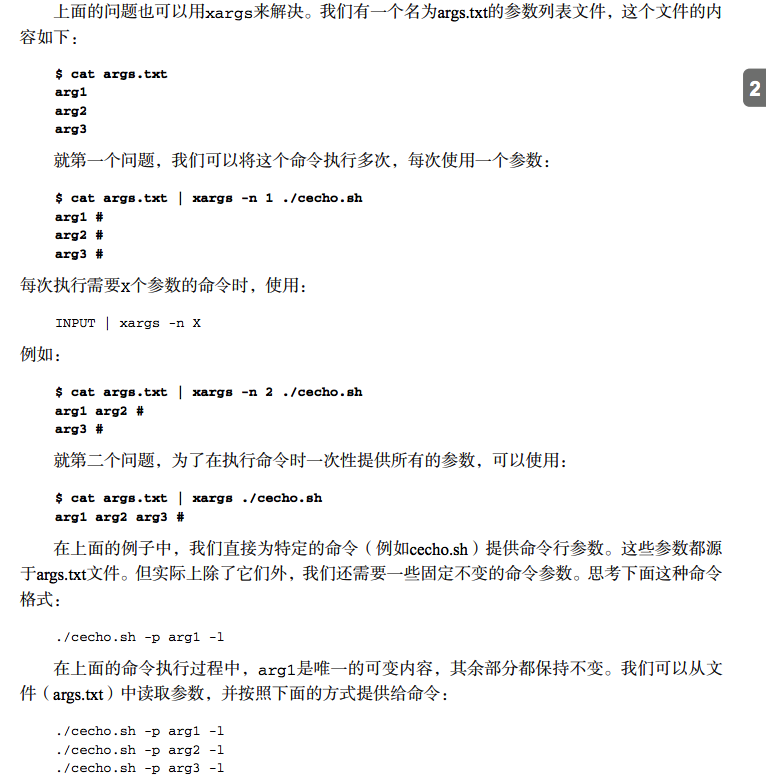 上面的问题也可以用xargs来解决。我们有一个名为args.txt的参数列表文件，这个文件的内
容如下：
$ cat args.txt
2
arg1
arg2
arg3
就第一个问题，我们可以将这个命令执行多次，每次使用一个参数：
$ cat args.txt | xargs -n 1 ./cecho.sh
arg1 #
arg2 #
arg3 #
每次执行需要X个参数的命令时，使用：
INPUT | xargs -n X
例如：
$ cat args.txt | xargs -n 2 ./cecho.sh
arg1 arg2 #
arg3 #
就第二个问题，为了在执行命令时一次性提供所有的参数，可以使用：
$ cat args.txt | xargs ./cecho.sh
arg1 arg2 arg3 #
在上面的例子中，我们直接为特定的命令（例如cecho.sh）提供命令行参数。这些参数都源
于args.txt文件。但实际上除了它们外，我们还需要一些固定不变的命令参数。思考下面这种命令
格式：
./cecho.sh -p arg1 -l
在上面的命令执行过程中，arg1是唯一的可变内容，其余部分都保持不变。我们可以从文
件（args.txt）中读取参数，并按照下面的方式提供给命令：
./cecho.sh -p arg1 -l
./cecho.sh -p arg2 -l
./cecho.sh -p arg3 -l